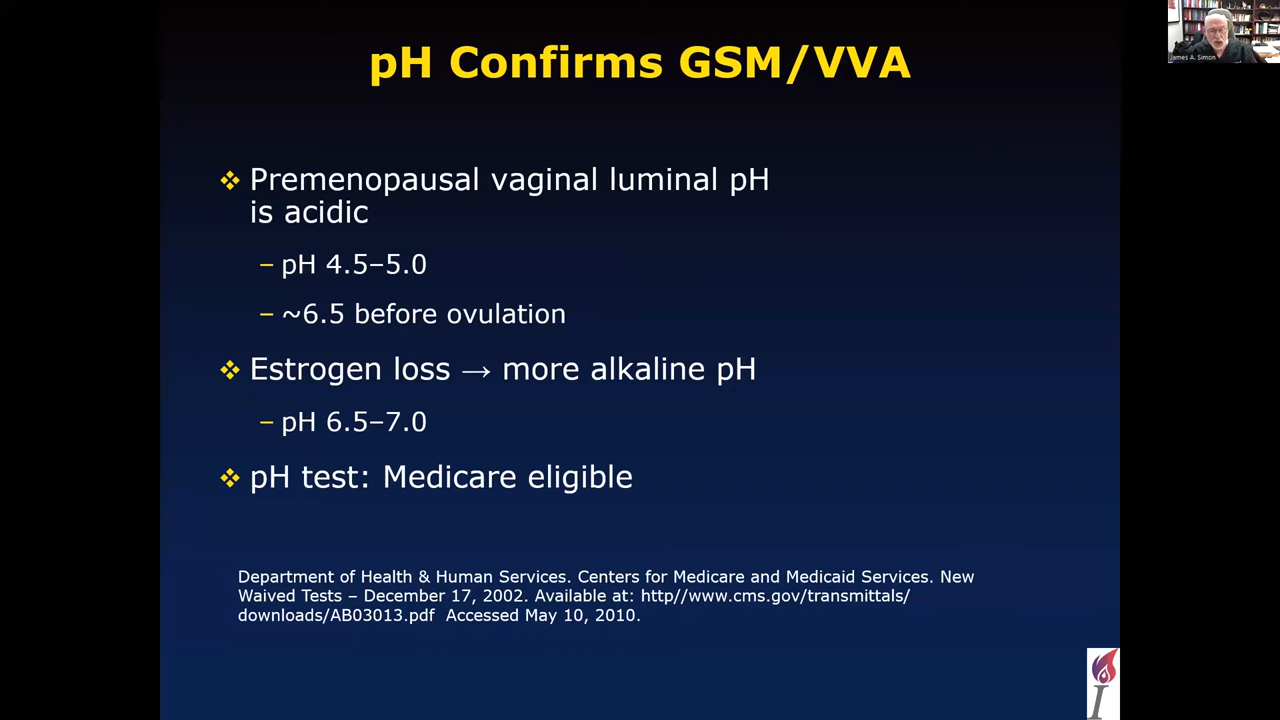 pH Confirms GSM/VVA
James A. Simon
❖ Premenopausal vaginal luminal pH
is acidic
– pH 4.5–5.0
– ~6.5 before ovulation
❖ Estrogen loss → more alkaline pH
– pH 6.5–7.0
❖ pH test: Medicare eligible
Department of Health & Human Services. Centers for Medicare and Medicaid Services. New
Waived Tests – December 17, 2002. Available at: http//www.cms.gov/transmittals/
downloads/AB03013.pdf  Accessed May 10, 2010.
I